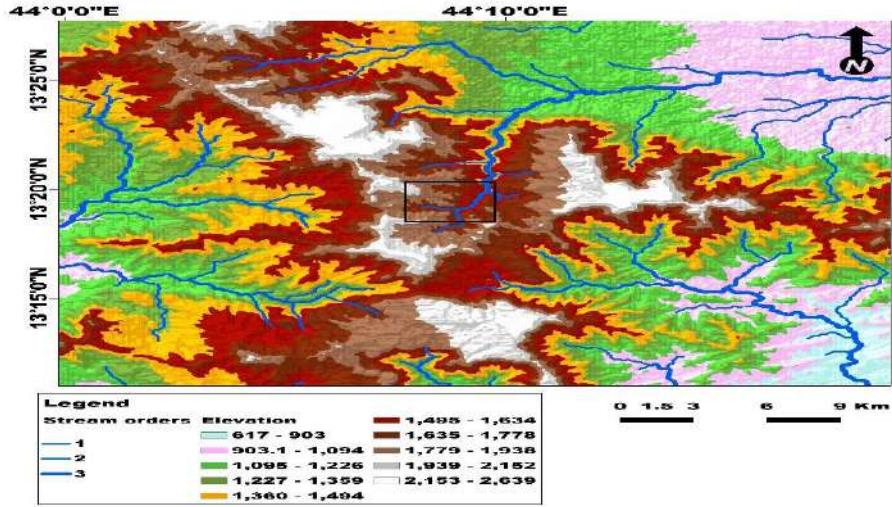 44°0'0"E 44°10'0"E
N
13°25'0"N
13°20'0"N
13°15'0"N
Legend
Stream orders
1
2
3
Elevation
617 - 903
903.1 - 1,094
1,095 - 1,226
1,227 - 1,359
1,360 - 1,494
1,495 - 1,634
1,635 - 1,778
1,779 - 1,938
1,939 - 2,152
2,153 - 2,639
0 1.5 3 6 9 Km